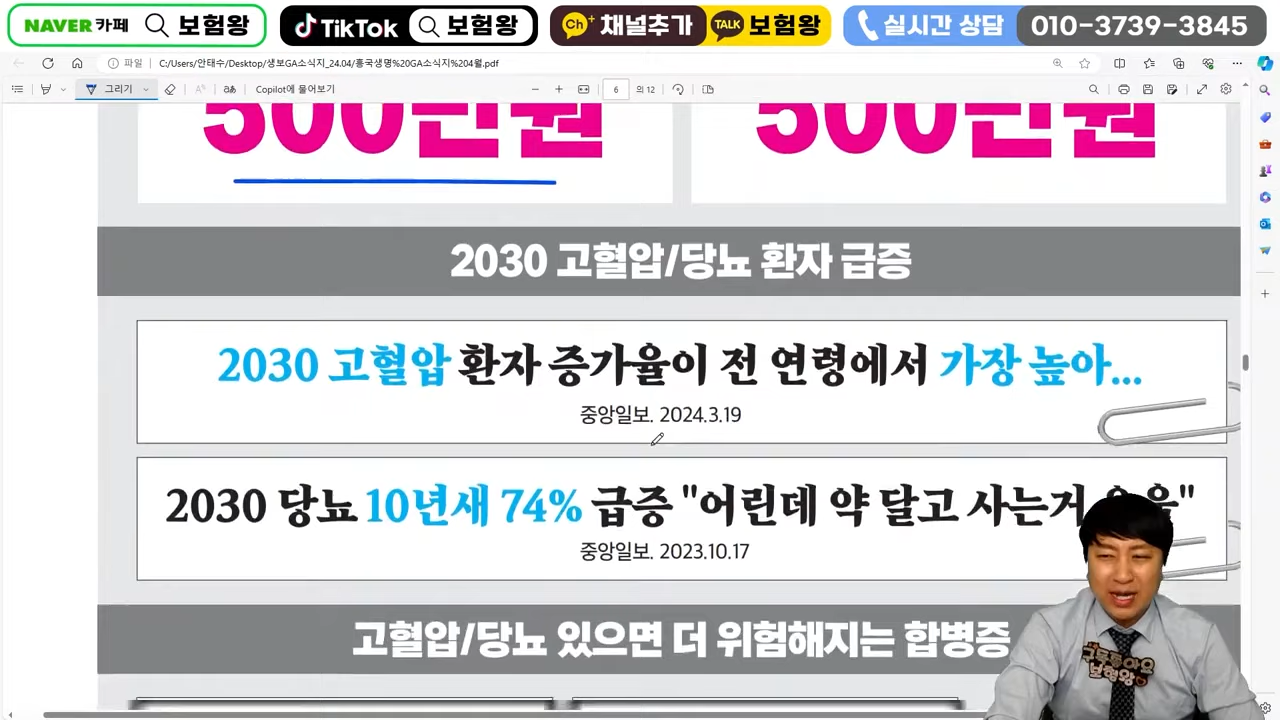 NAVER 카페 보험왕
TikTok 보험왕
Ch+ 채널추가 TALK 보험왕
실시간 상담 010-3739-3845
파일 C:/Users/안태수/Desktop/생보GA소식지_24.04/흥국생명%20GA소식지%204월.pdf
그리기 aあ Copilot에 물어보기 6 의 12
500만원 500만원
2030 고혈압/당뇨 환자 급증
2030 고혈압 환자 증가율이 전 연령에서 가장 높아...
중앙일보. 2024.3.19
2030 당뇨 10년새 74% 급증 "어린데 약 달고 사는거
중앙일보. 2023.10.17
고혈압/당뇨 있으면 더 위험해지는 합병증
보험왕